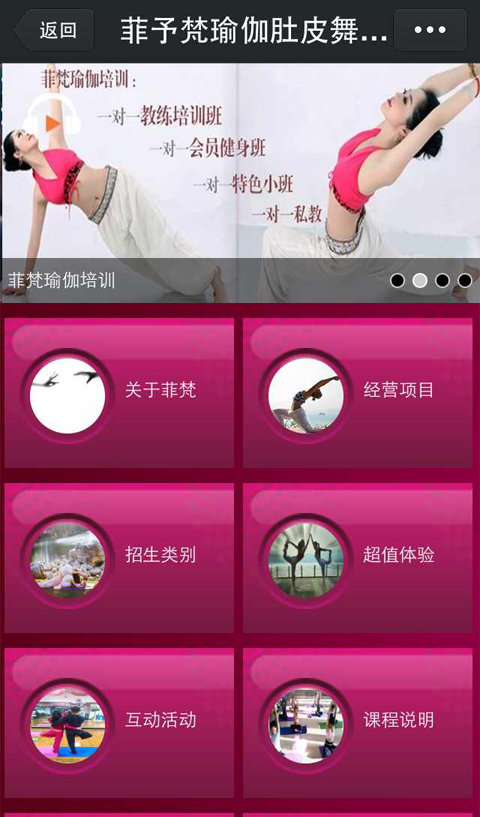 返回
菲予梵瑜伽肚皮舞...
菲梵瑜伽培训：
一对一教练培训班
一对一会员健身班
一对一特色小班
一对一私教
菲梵瑜伽培训
关于菲梵
经营项目
招生类别
超值体验
互动活动
课程说明